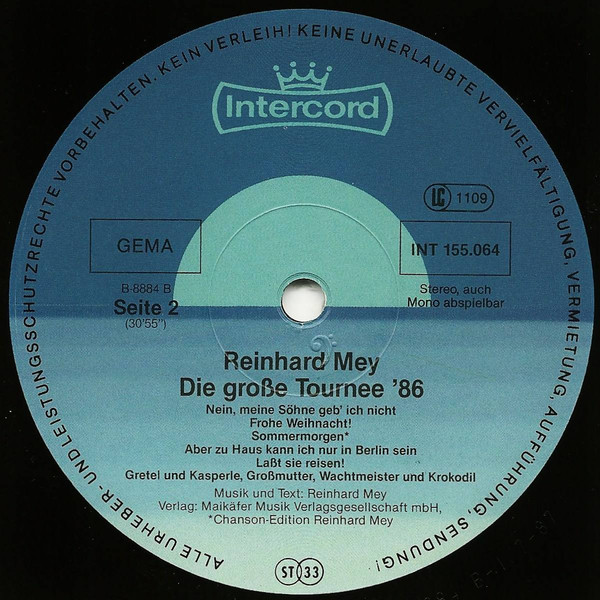 ALLE URHEBER- UND LEISTUNGSSCHUTZRECHTE VORBEHALTEN. KEIN VERLEIH! KEINE UNERLAUBTE VERVIELFÄLTIGUNG, VERMIETUNG, AUFFÜHRUNG, SENDUNG!
Intercord
LC 1109
GEMA
INT 155.064
B-8884 B
Seite 2
(30'55")
Stereo, auch
Mono abspielbar
Reinhard Mey
Die große Tournee '86
Nein, meine Söhne geb' ich nicht
Frohe Weihnacht!
Sommermorgen*
Aber zu Haus kann ich nur in Berlin sein
Laßt sie reisen!
Gretel und Kasperle, Großmutter, Wachtmeister und Krokodil
Musik und Text: Reinhard Mey
Verlag: Maikäfer Musik Verlagsgesellschaft mbH,
*Chanson-Edition Reinhard Mey
ST 33